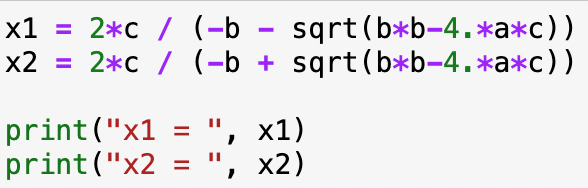 x1 = 2*c / (-b - sqrt(b*b-4.*a*c))
x2 = 2*c / (-b + sqrt(b*b-4.*a*c))
print("x1 = ", x1)
print("x2 = ", x2)